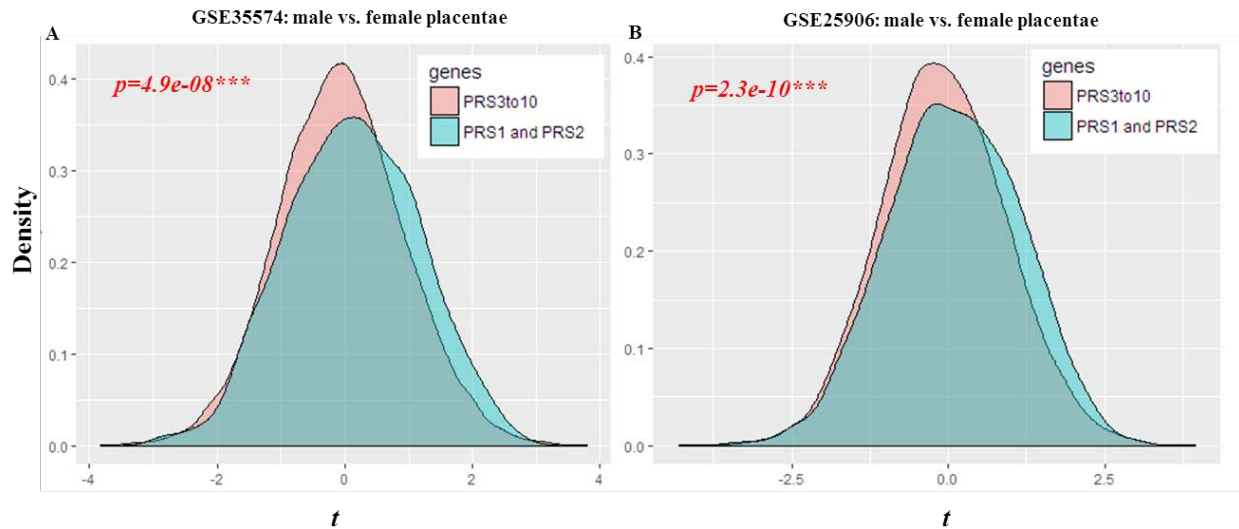 GSE35574: male vs. female placentae
GSE25906: male vs. female placentae
A
B
p=4.9e-08***
genes
PRS3to10
PRS1 and PRS2
p=2.3e-10***
genes
PRS3to10
PRS1 and PRS2
Density
0.4
0.3
0.2
0.1
0.0
0.4
0.3
0.2
0.1
0.0
-4
-2
0
2
4
-2.5
0.0
2.5
t
t